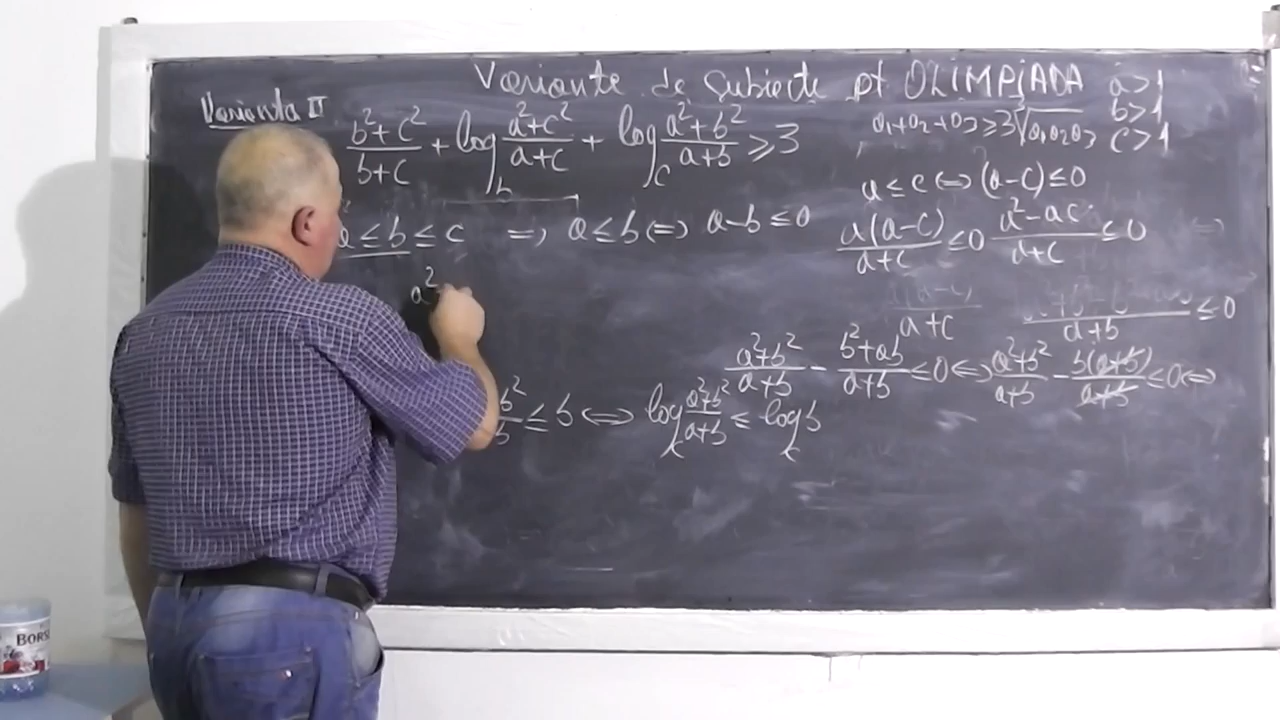 Variante de subiecte pt OLIMPIADA
a>1
b>1
c>1
Varianta II
b²+c²/b+c + log_b a²+c²/a+c + log_c a²+b²/a+b ≥ 3
a₁+a₂+a₃ ≥ 3√a₁a₂a₃
a ≤ c ⇔ (a-c) ≤ 0
a ≤ b ≤ c ⇒ a ≤ b ⇔ a-b ≤ 0
a(a-c)/a+c ≤ 0 a²-ac/a+c ≤ 0 ⇒
a²
a+c
a+b ≤ 0
a²+b²/a+b - b²+ab/a+b ≤ 0 ⇔ a²+b²/a+b - b(a+b)/a+b ≤ 0 ⇔
b²/b ≤ b ⇔ log_c a²+b²/a+b ≤ log_c b
BORS